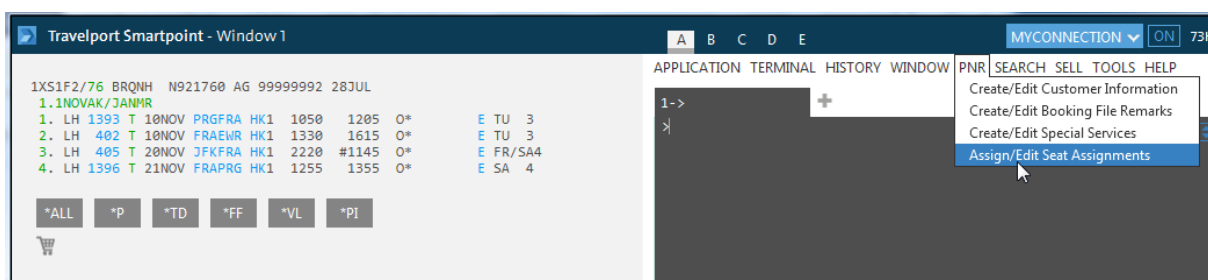 Travelport Smartpoint - Window 1
A B C D E
MYCONNECTION ON 73H
APPLICATION TERMINAL HISTORY WINDOW PNR SEARCH SELL TOOLS HELP
Create/Edit Customer Information
Create/Edit Booking File Remarks
Create/Edit Special Services
Assign/Edit Seat Assignments
1XS1F2/76 BRQNH N921760 AG 99999992 28JUL
1.1NOVAK/JANMR
1. LH 1393 T 10NOV PRGFRA HK1 1050 1205 O* E TU 3
2. LH 402 T 10NOV FRAEWR HK1 1330 1615 O* E TU 3
3. LH 405 T 20NOV JFKFRA HK1 2220 #1145 O* E FR/SA4
4. LH 1396 T 21NOV FRAPRG HK1 1255 1355 O* E SA 4
*ALL *P *TD *FF *VL *PI
1->
>